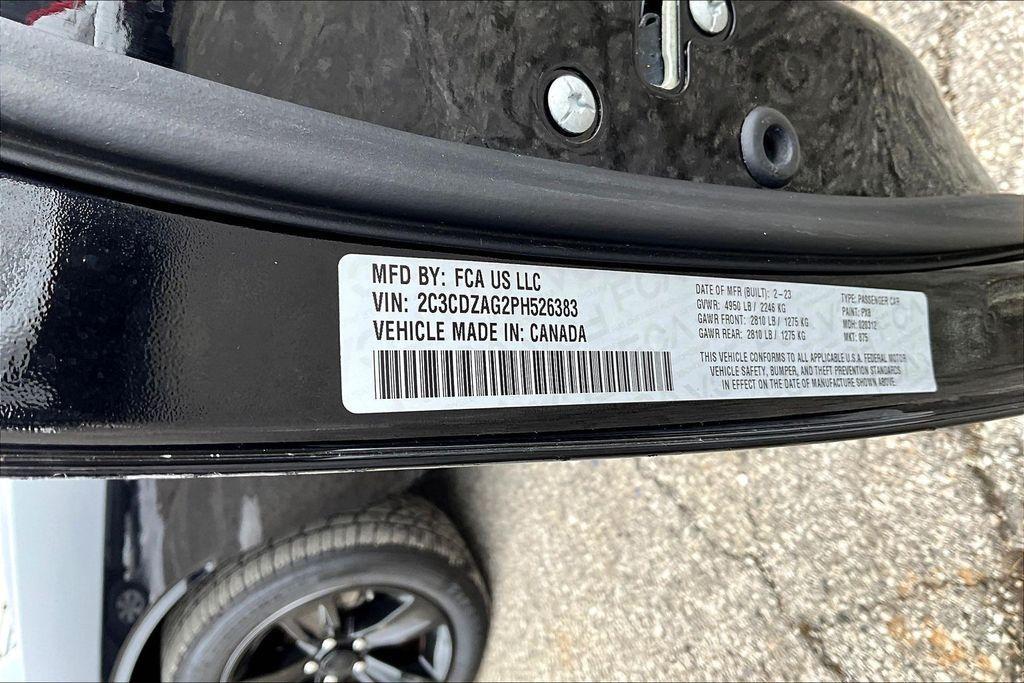 MFD BY: FCA US LLC
VIN: 2C3CDZAG2PH526383
VEHICLE MADE IN: CANADA
DATE OF MFR (BUILT): 2-23
GVWR: 4950 LB / 2246 KG
GAWR FRONT: 2810 LB / 1275 KG
GAWR REAR: 2810 LB / 1275 KG
TYPE: PASSENGER CAR
PAINT: PX8
MDH: 020312
MKT: 075
THIS VEHICLE CONFORMS TO ALL APPLICABLE U.S.A. FEDERAL MOTOR
VEHICLE SAFETY, BUMPER, AND THEFT PREVENTION STANDARDS
IN EFFECT ON THE DATE OF MANUFACTURE SHOWN ABOVE.